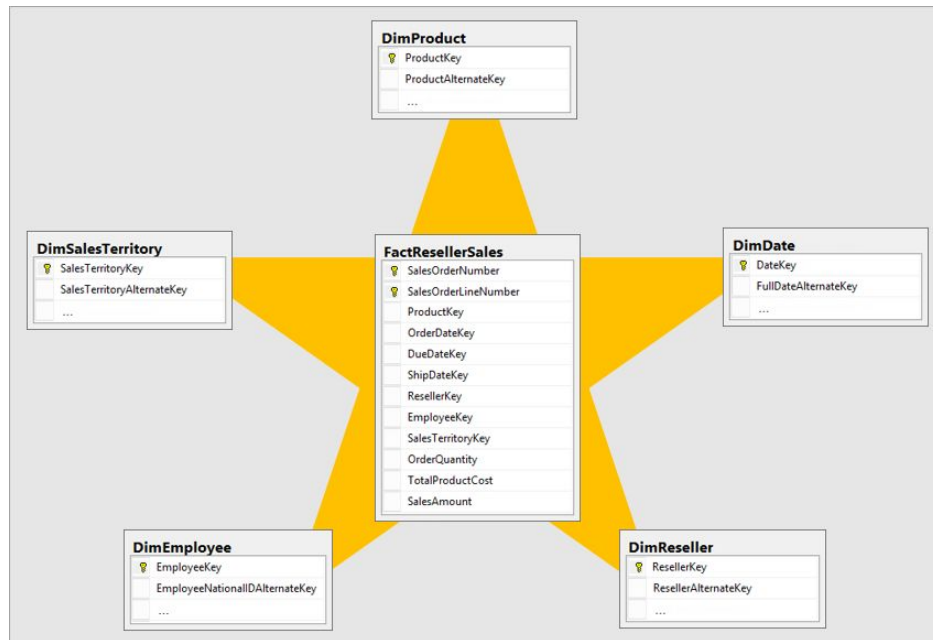 DimProduct
ProductKey
ProductAlternateKey
...
DimSalesTerritory
SalesTerritoryKey
SalesTerritoryAlternateKey
...
FactResellerSales
SalesOrderNumber
SalesOrderLineNumber
ProductKey
OrderDateKey
DueDateKey
ShipDateKey
ResellerKey
EmployeeKey
SalesTerritoryKey
OrderQuantity
TotalProductCost
SalesAmount
DimDate
DateKey
FullDateAlternateKey
...
DimEmployee
EmployeeKey
EmployeeNationalIDAlternateKey
...
DimReseller
ResellerKey
ResellerAlternateKey
...